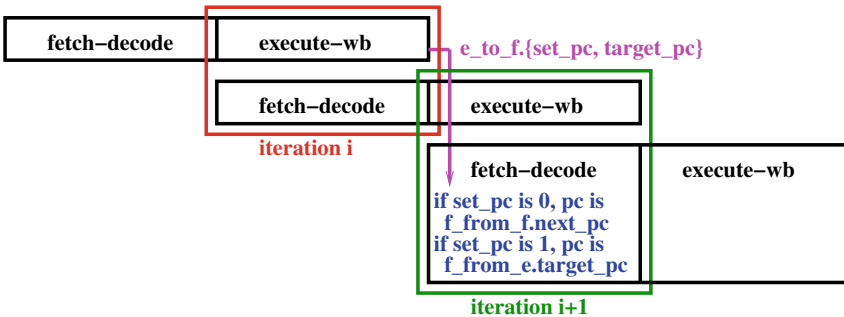 fetch−decode execute−wb e_to_f.{set_pc, target_pc}
fetch−decode execute−wb
iteration i
fetch−decode execute−wb
if set_pc is 0, pc is
f_from_f.next_pc
if set_pc is 1, pc is
f_from_e.target_pc
iteration i+1